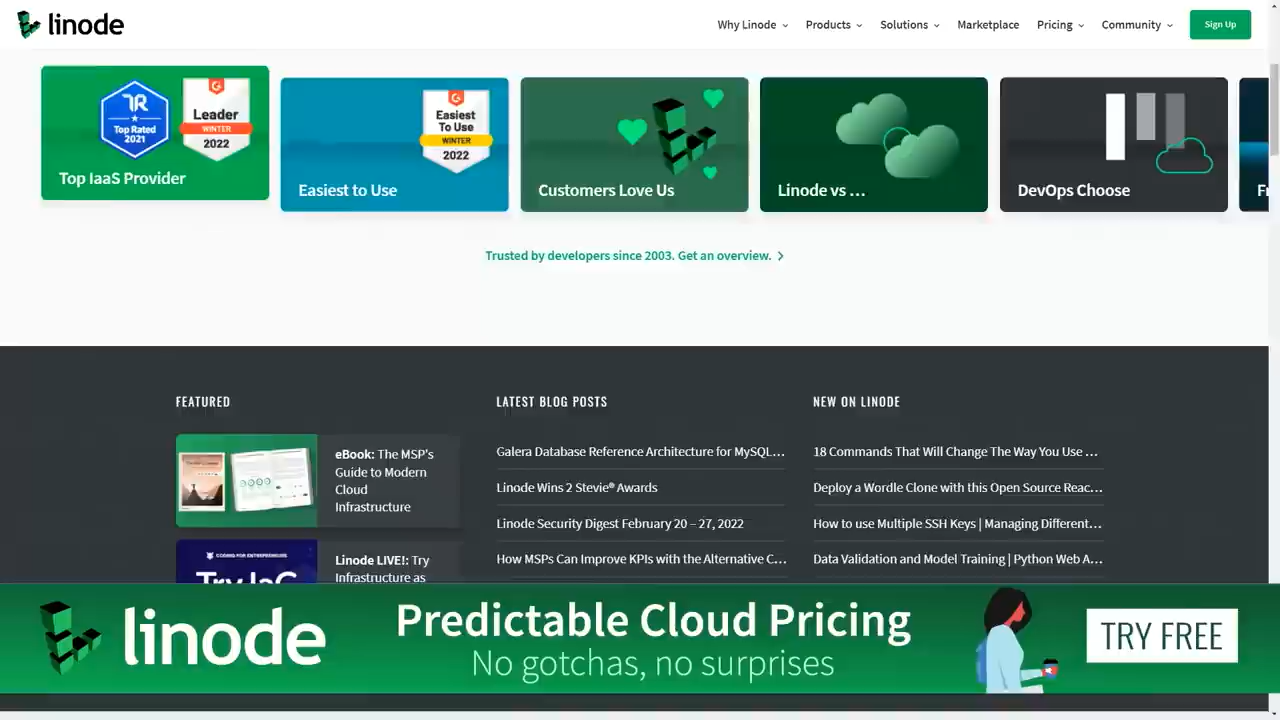 linode
Why Linode
Products
Solutions
Marketplace
Pricing
Community
Sign Up
TR
Top Rated
2021
G
Leader
WINTER
2022
Top IaaS Provider
G
Easiest
To Use
WINTER
2022
Easiest to Use
Customers Love Us
Linode vs …
DevOps Choose
Trusted by developers since 2003. Get an overview.
FEATURED
eBook: The MSP's
Guide to Modern
Cloud
Infrastructure
CODING FOR ENTREPRENEURS
Try IaC
Linode LIVE!: Try
Infrastructure as
LATEST BLOG POSTS
Galera Database Reference Architecture for MySQL…
Linode Wins 2 Stevie® Awards
Linode Security Digest February 20 – 27, 2022
How MSPs Can Improve KPIs with the Alternative C…
NEW ON LINODE
18 Commands That Will Change The Way You Use …
Deploy a Wordle Clone with this Open Source Reac…
How to use Multiple SSH Keys | Managing Different…
Data Validation and Model Training | Python Web A…
linode
Predictable Cloud Pricing
No gotchas, no surprises
TRY FREE